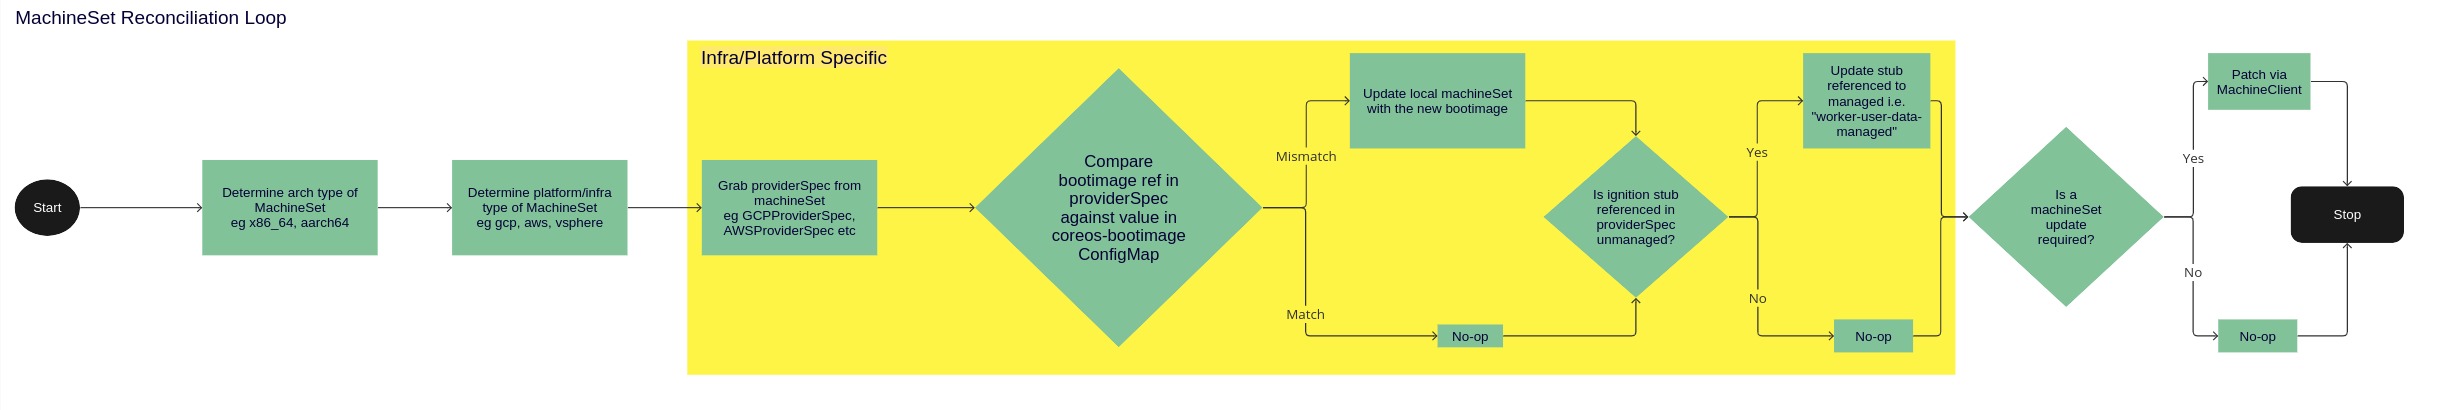 MachineSet Reconciliation Loop
Start
Determine arch type of
MachineSet
eg x86_64, aarch64
Determine platform/infra
type of MachineSet
eg gcp, aws, vsphere
Infra/Platform Specific
Grab providerSpec from
machineSet
eg GCPProviderSpec,
AWSProviderSpec etc
Compare
bootimage ref in
providerSpec
against value in
coreos-bootimage
ConfigMap
Mismatch
Update local machineSet
with the new bootimage
Match
No-op
Is ignition stub
referenced in
providerSpec
unmanaged?
Yes
Update stub
referenced to
managed i.e.
"worker-user-data-
managed"
No
No-op
Is a
machineSet
update
required?
Yes
Patch via
MachineClient
No
No-op
Stop